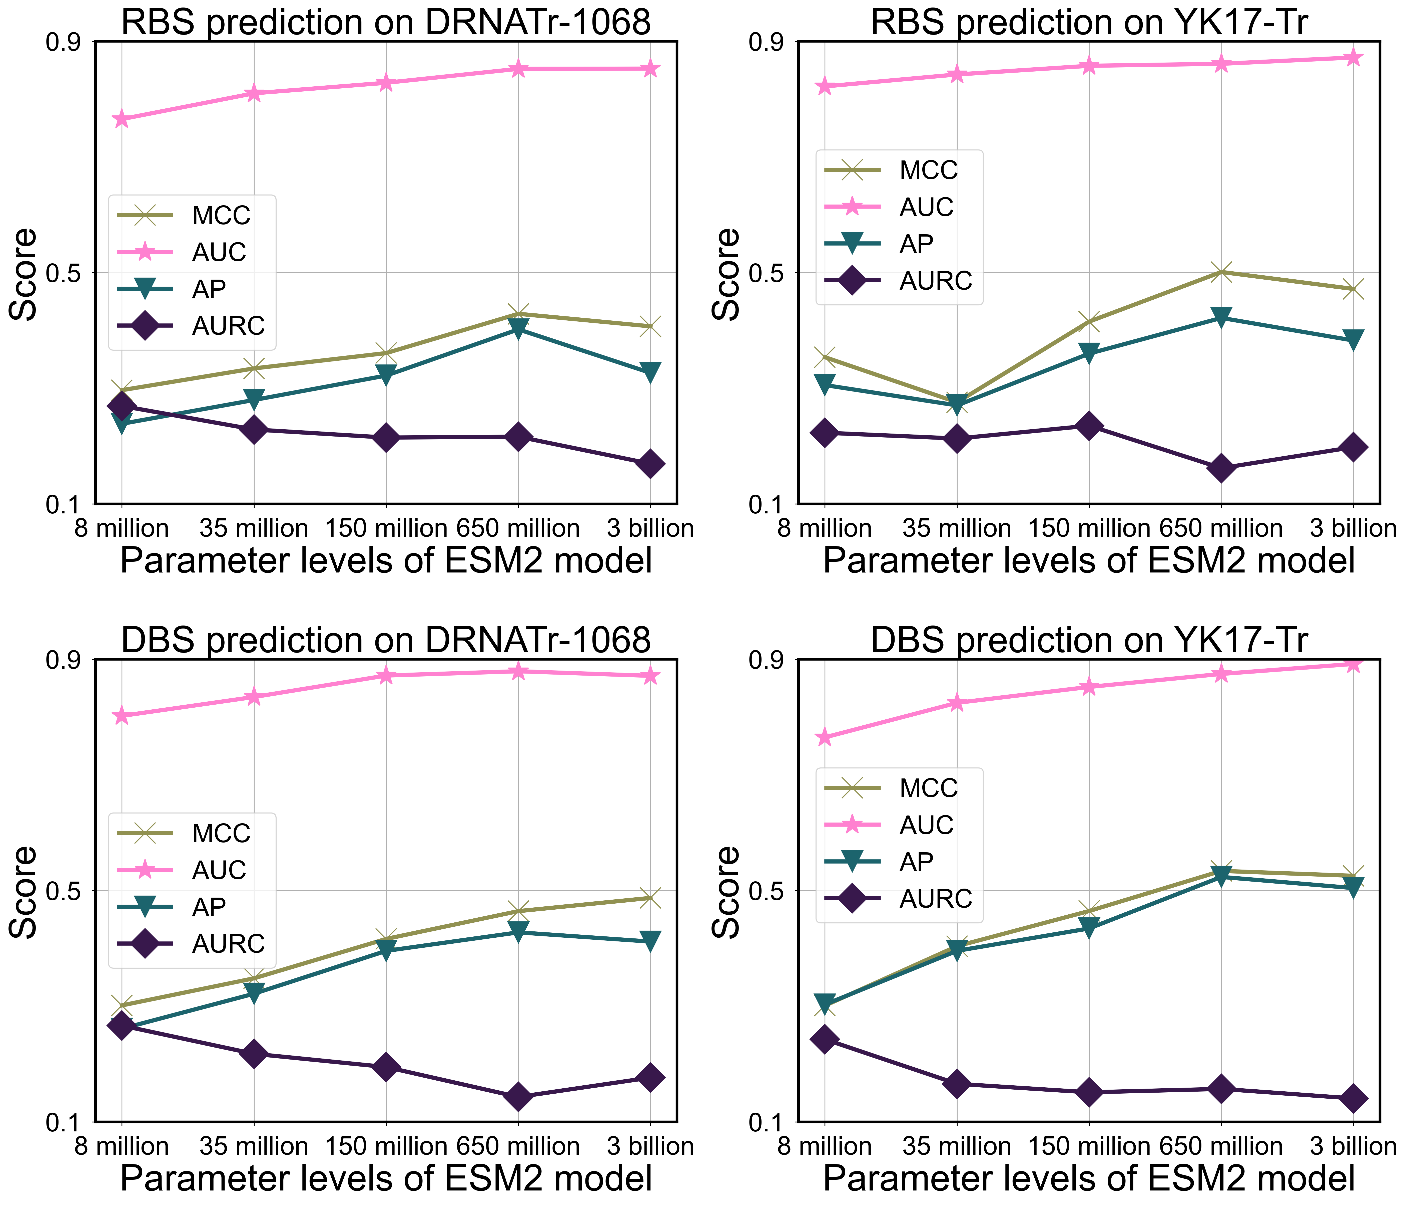 RBS prediction on DRNATr-1068
0.9
0.5
0.1
Score
MCC
AUC
AP
AURC
8 million 35 million 150 million 650 million 3 billion
Parameter levels of ESM2 model
RBS prediction on YK17-Tr
0.9
0.5
0.1
Score
MCC
AUC
AP
AURC
8 million 35 million 150 million 650 million 3 billion
Parameter levels of ESM2 model
DBS prediction on DRNATr-1068
0.9
0.5
0.1
Score
MCC
AUC
AP
AURC
8 million 35 million 150 million 650 million 3 billion
Parameter levels of ESM2 model
DBS prediction on YK17-Tr
0.9
0.5
0.1
Score
MCC
AUC
AP
AURC
8 million 35 million 150 million 650 million 3 billion
Parameter levels of ESM2 model